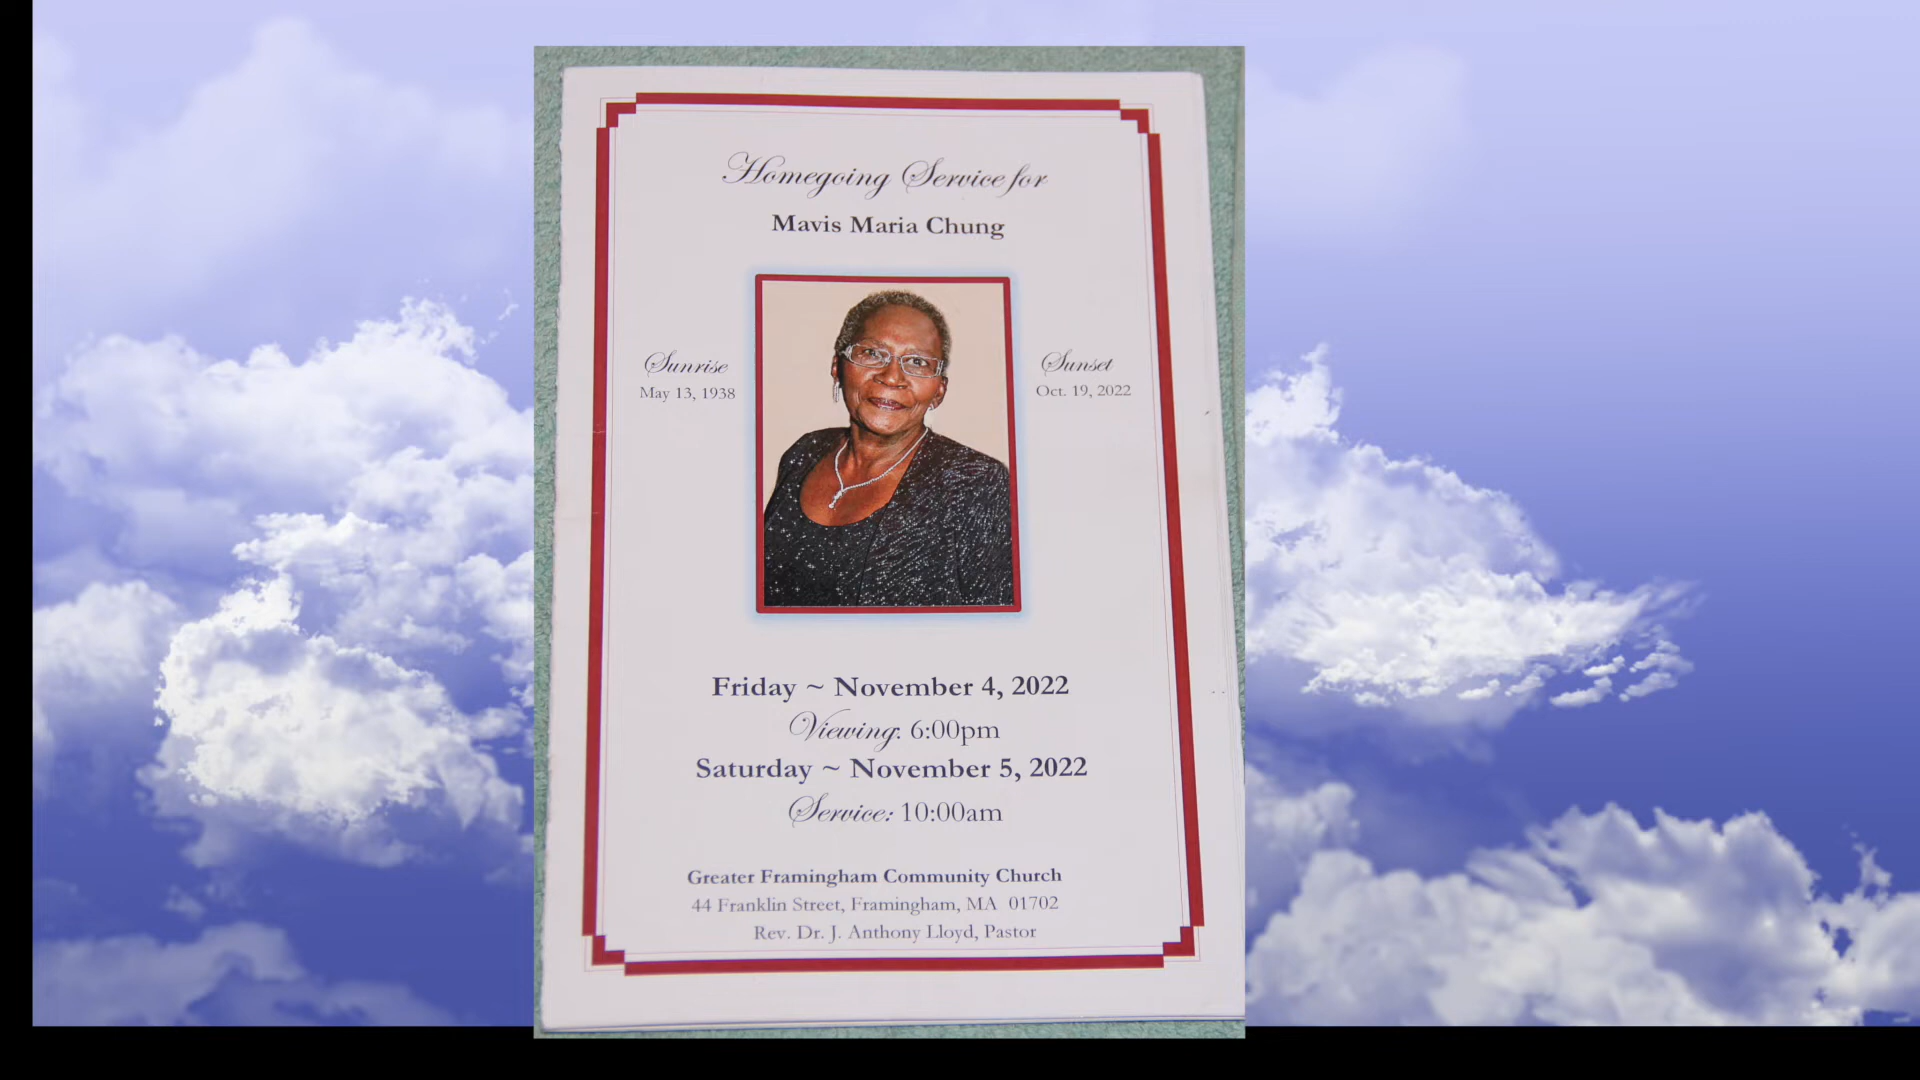 Homegoing Service for
Mavis Maria Chung
Sunrise
May 13, 1938
Sunset
Oct. 19, 2022
Friday ~ November 4, 2022
Viewing: 6:00pm
Saturday ~ November 5, 2022
Service: 10:00am
Greater Framingham Community Church
44 Franklin Street, Framingham, MA 01702
Rev. Dr. J. Anthony Lloyd, Pastor